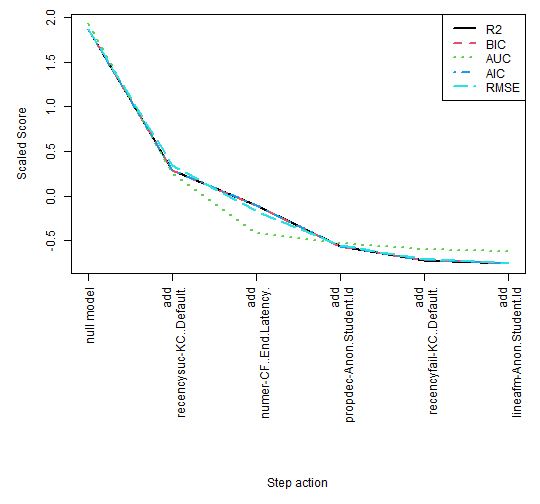 R2
BIC
AUC
AIC
RMSE
Scaled Score
2.0
1.5
1.0
0.5
0.0
−0.5
null model
add
recencysuc-KC..Default.
add
numer-CF..End.Latency.
add
propdec-Anon.Student.Id
add
recencyfail-KC..Default.
add
lineafm-Anon.Student.Id
Step action